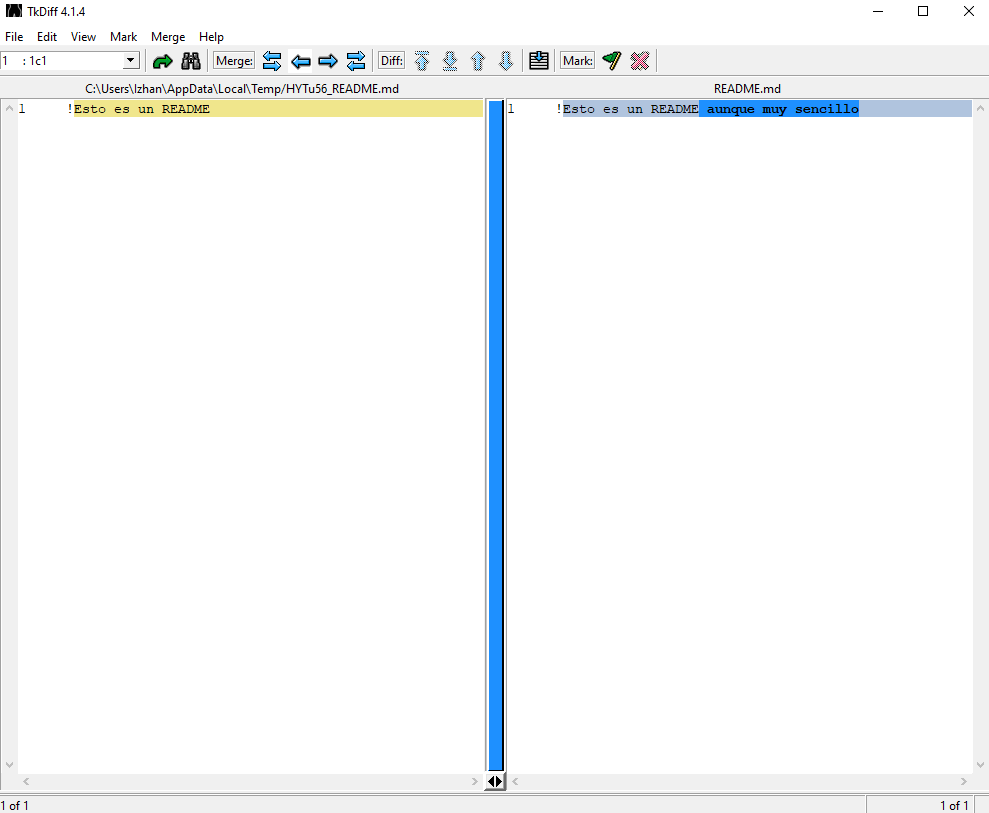 TkDiff 4.1.4
File Edit View Mark Merge Help
1 : 1c1 Merge: Diff: Mark:
C:\Users\Izhan\AppData\Local\Temp/HYTu56_README.md README.md
1 !Esto es un README 1 !Esto es un README aunque muy sencillo
1 of 1 1 of 1